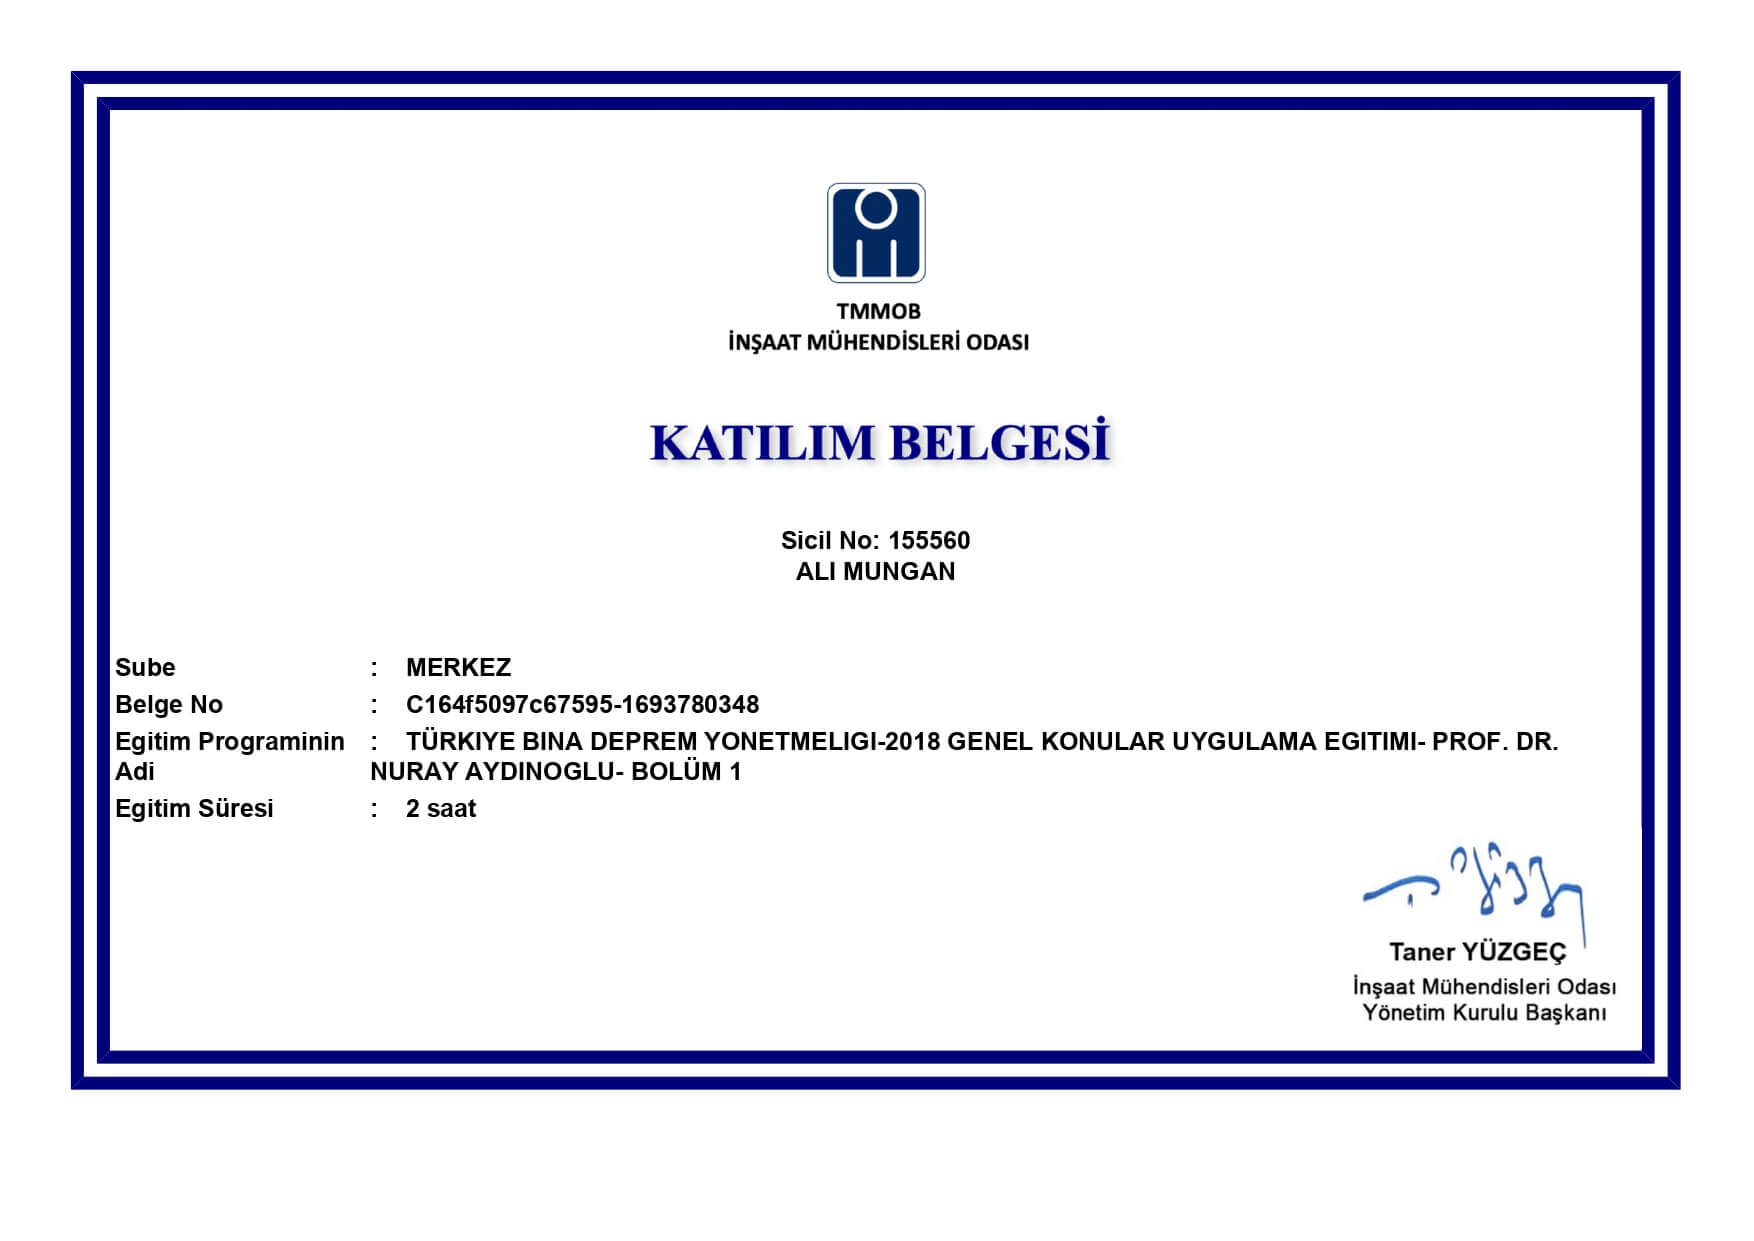 TMMOB
İNŞAAT MÜHENDİSLERİ ODASI
KATILIM BELGESİ
Sicil No: 155560
ALI MUNGAN
Sube : MERKEZ
Belge No : C164f5097c67595-1693780348
Egitim Programinin : TÜRKIYE BINA DEPREM YONETMELIGI-2018 GENEL KONULAR UYGULAMA EGITIMI- PROF. DR.
Adi NURAY AYDINOGLU- BOLÜM 1
Egitim Süresi : 2 saat
Taner YÜZGEÇ
İnşaat Mühendisleri Odası
Yönetim Kurulu Başkanı